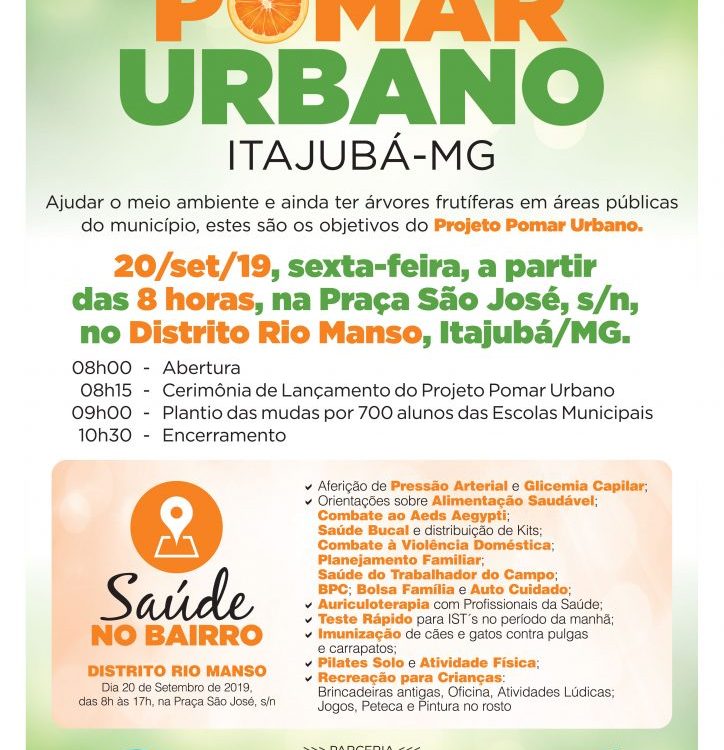 POMAR
URBANO
ITAJUBÁ-MG
Ajudar o meio ambiente e ainda ter árvores frutíferas em áreas públicas
do município, estes são os objetivos do Projeto Pomar Urbano.
20/set/19, sexta-feira, a partir
das 8 horas, na Praça São José, s/n,
no Distrito Rio Manso, Itajubá/MG.
08h00 - Abertura
08h15 - Cerimônia de Lançamento do Projeto Pomar Urbano
09h00 - Plantio das mudas por 700 alunos das Escolas Municipais
10h30 - Encerramento
Saúde
NO BAIRRO
DISTRITO RIO MANSO
Dia 20 de Setembro de 2019,
das 8h às 17h, na Praça São José, s/n
Aferição de Pressão Arterial e Glicemia Capilar;
Orientações sobre Alimentação Saudável;
Combate ao Aeds Aegypti;
Saúde Bucal e distribuição de Kits;
Combate à Violência Doméstica;
Planejamento Familiar;
Saúde do Trabalhador do Campo;
BPC; Bolsa Família e Auto Cuidado;
Auriculoterapia com Profissionais da Saúde;
Teste Rápido para IST´s no período da manhã;
Imunização de cães e gatos contra pulgas
e carrapatos;
Pilates Solo e Atividade Física;
Recreação para Crianças:
Brincadeiras antigas, Oficina, Atividades Lúdicas;
Jogos, Peteca e Pintura no rosto
>>> PARCERIA <<<